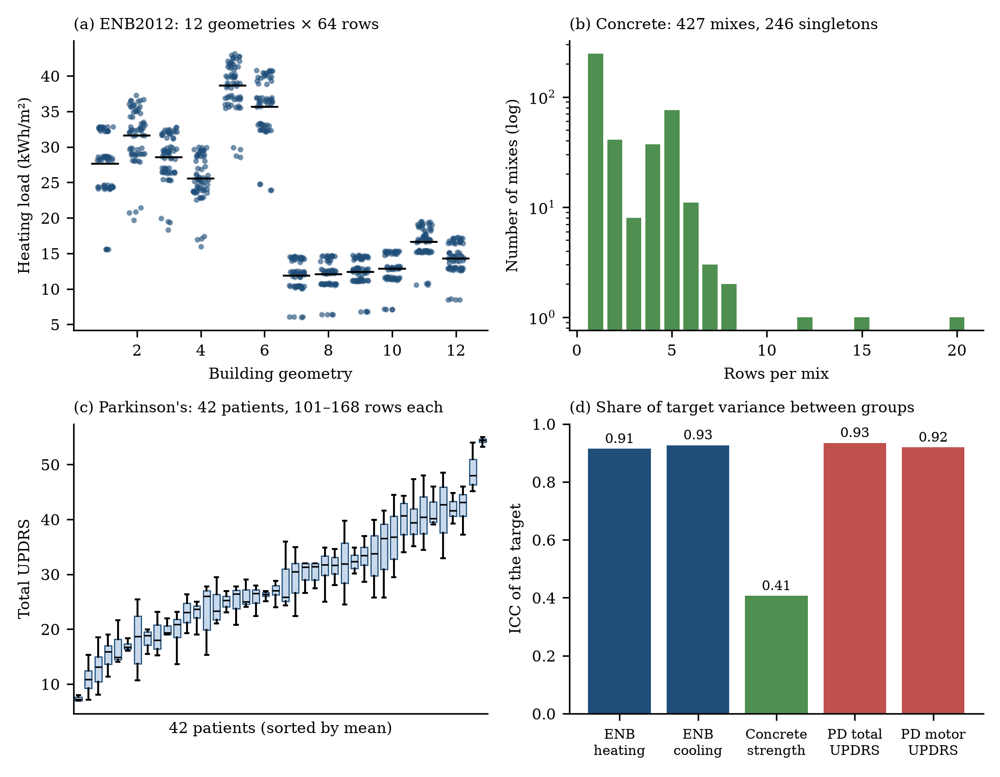 (a) ENB2012: 12 geometries × 64 rows
Heating load (kWh/m²)
40
35
30
25
20
15
10
5
2 4 6 8 10 12
Building geometry
(b) Concrete: 427 mixes, 246 singletons
Number of mixes (log)
10²
10¹
10⁰
0 5 10 15 20
Rows per mix
(c) Parkinson's: 42 patients, 101–168 rows each
Total UPDRS
50
40
30
20
10
42 patients (sorted by mean)
(d) Share of target variance between groups
ICC of the target
1.0
0.8
0.6
0.4
0.2
0.0
0.91 0.93 0.41 0.93 0.92
ENB heating
ENB cooling
Concrete strength
PD total UPDRS
PD motor UPDRS